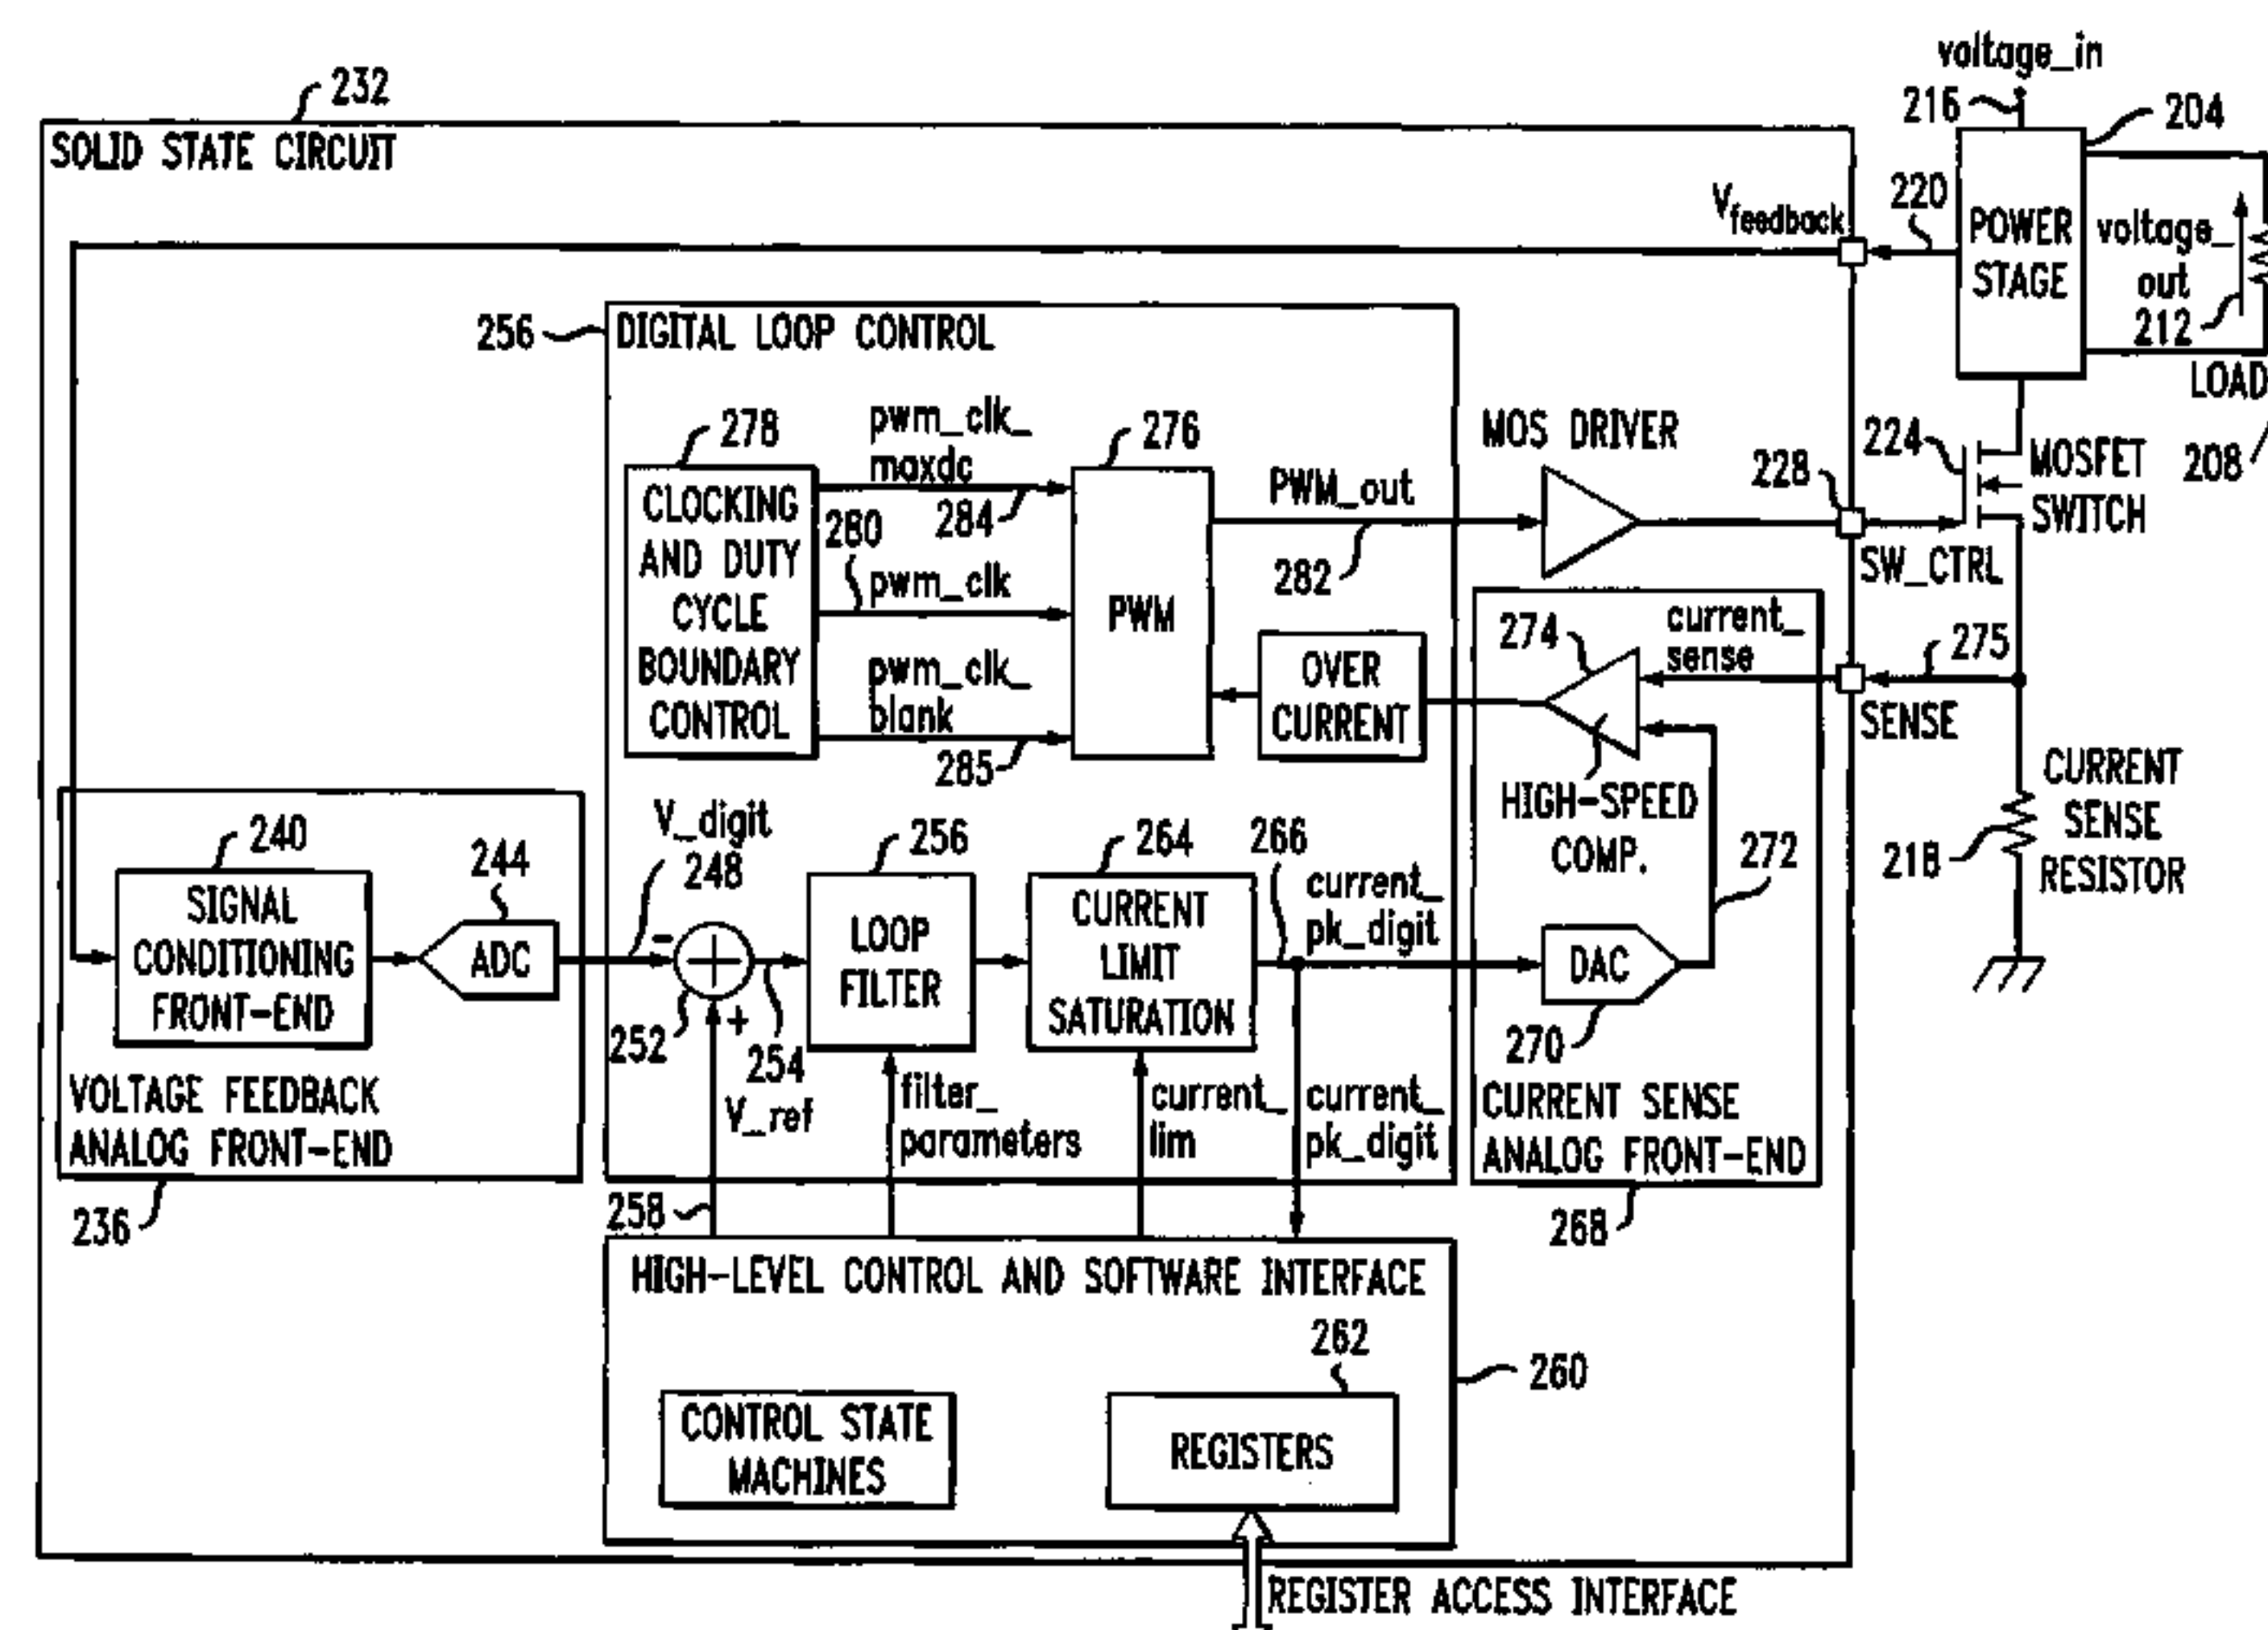 voltage_in
216
204
232
SOLID STATE CIRCUIT
Vfeedback
220
POWER
STAGE
voltage_
out
212
LOAD
208
256
DIGITAL LOOP CONTROL
278
CLOCKING
AND DUTY
CYCLE
BOUNDARY
CONTROL
pwm_clk_
maxdc
284
280
pwm_clk
pwm_clk_
blank
285
276
PWM
PWM_out
282
MOS DRIVER
228
SW_CTRL
224
MOSFET
SWITCH
OVER
CURRENT
274
current_
sense
HIGH-SPEED
COMP.
275
SENSE
CURRENT
SENSE
RESISTOR
218
240
SIGNAL
CONDITIONING
FRONT-END
244
ADC
VOLTAGE FEEDBACK
ANALOG FRONT-END
236
V_digit
248
-
+
252
254
V_ref
258
256
LOOP
FILTER
filter_
parameters
264
CURRENT
LIMIT
SATURATION
current_
lim
266
current_
pk_digit
current_
pk_digit
DAC
270
272
CURRENT SENSE
ANALOG FRONT-END
268
HIGH-LEVEL CONTROL AND SOFTWARE INTERFACE
CONTROL STATE
MACHINES
262
REGISTERS
260
REGISTER ACCESS INTERFACE